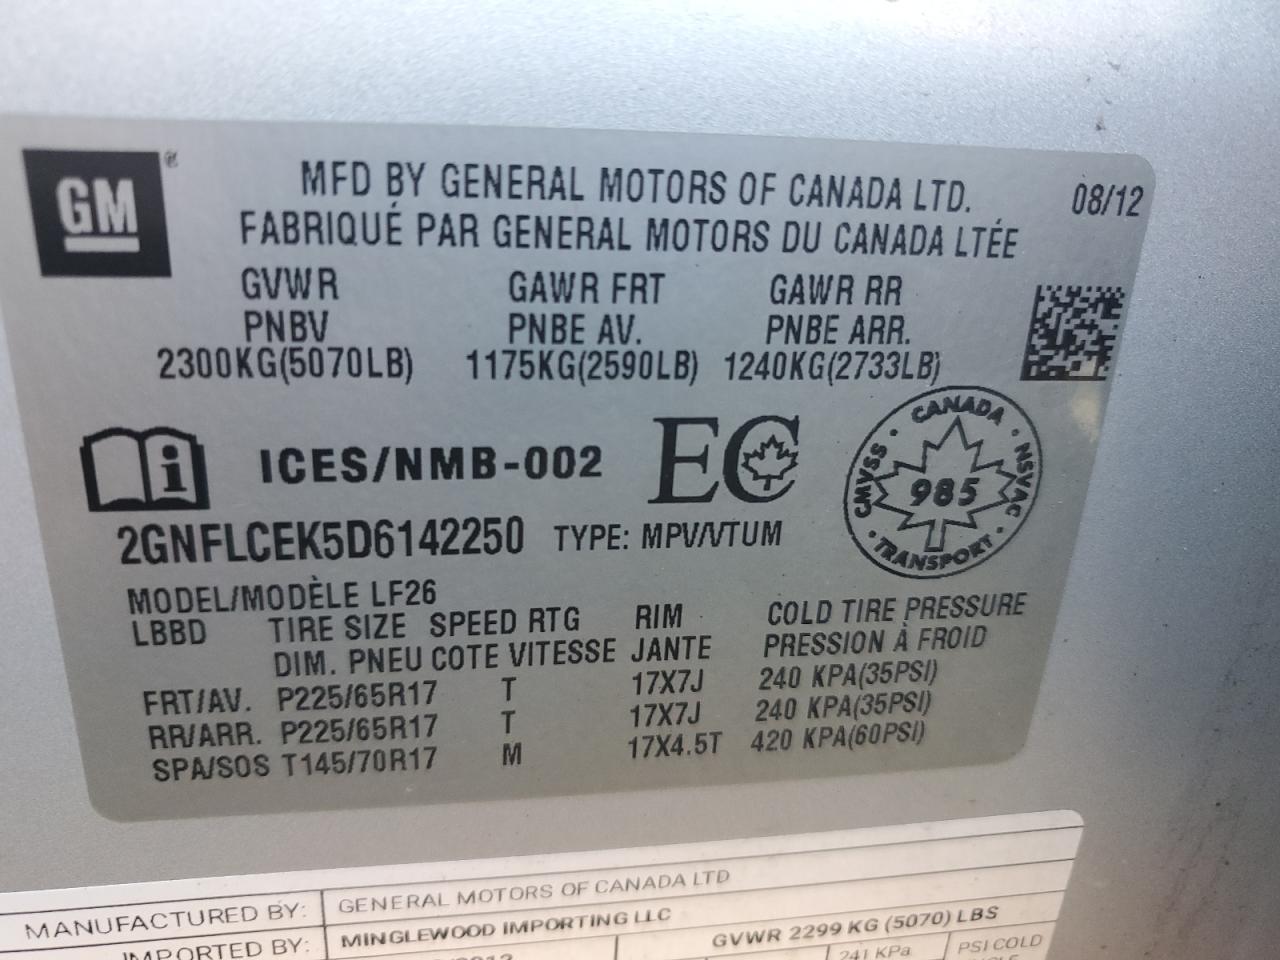 GM®
MFD BY GENERAL MOTORS OF CANADA LTD. 08/12
FABRIQUÉ PAR GENERAL MOTORS DU CANADA LTÉE
GVWR GAWR FRT GAWR RR
PNBV PNBE AV. PNBE ARR.
2300KG(5070LB) 1175KG(2590LB) 1240KG(2733LB)
ICES/NMB-002 EC
CANADA · NSVAC · TRANSPORT · CMVSS ·
985
2GNFLCEK5D6142250 TYPE: MPV/VTUM
MODEL/MODÈLE LF26
LBBD TIRE SIZE SPEED RTG RIM COLD TIRE PRESSURE
DIM. PNEU COTE VITESSE JANTE PRESSION À FROID
FRT/AV. P225/65R17 T 17X7J 240 KPA(35PSI)
RR/ARR. P225/65R17 T 17X7J 240 KPA(35PSI)
SPA/SOS T145/70R17 M 17X4.5T 420 KPA(60PSI)
MANUFACTURED BY: GENERAL MOTORS OF CANADA LTD
IMPORTED BY: MINGLEWOOD IMPORTING LLC
GVWR 2299 KG (5070) LBS
241 KPa PSI COLD